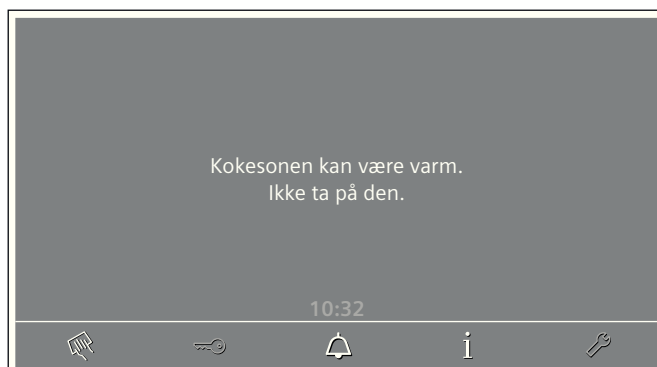 Kokesonen kan være varm.
Ikke ta på den.
10:32
i